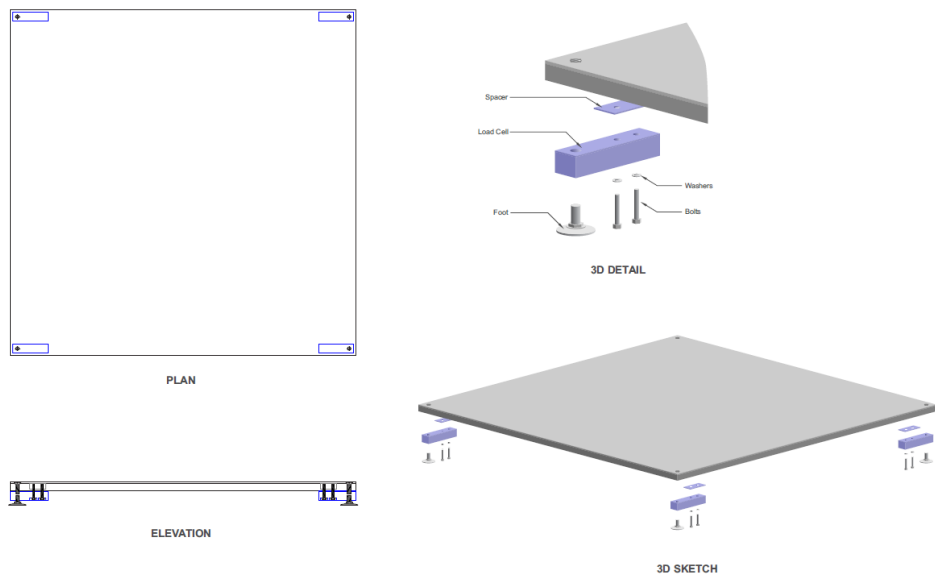 Spacer
Load Cell
Washers
Foot
Bolts
3D DETAIL
PLAN
ELEVATION
3D SKETCH